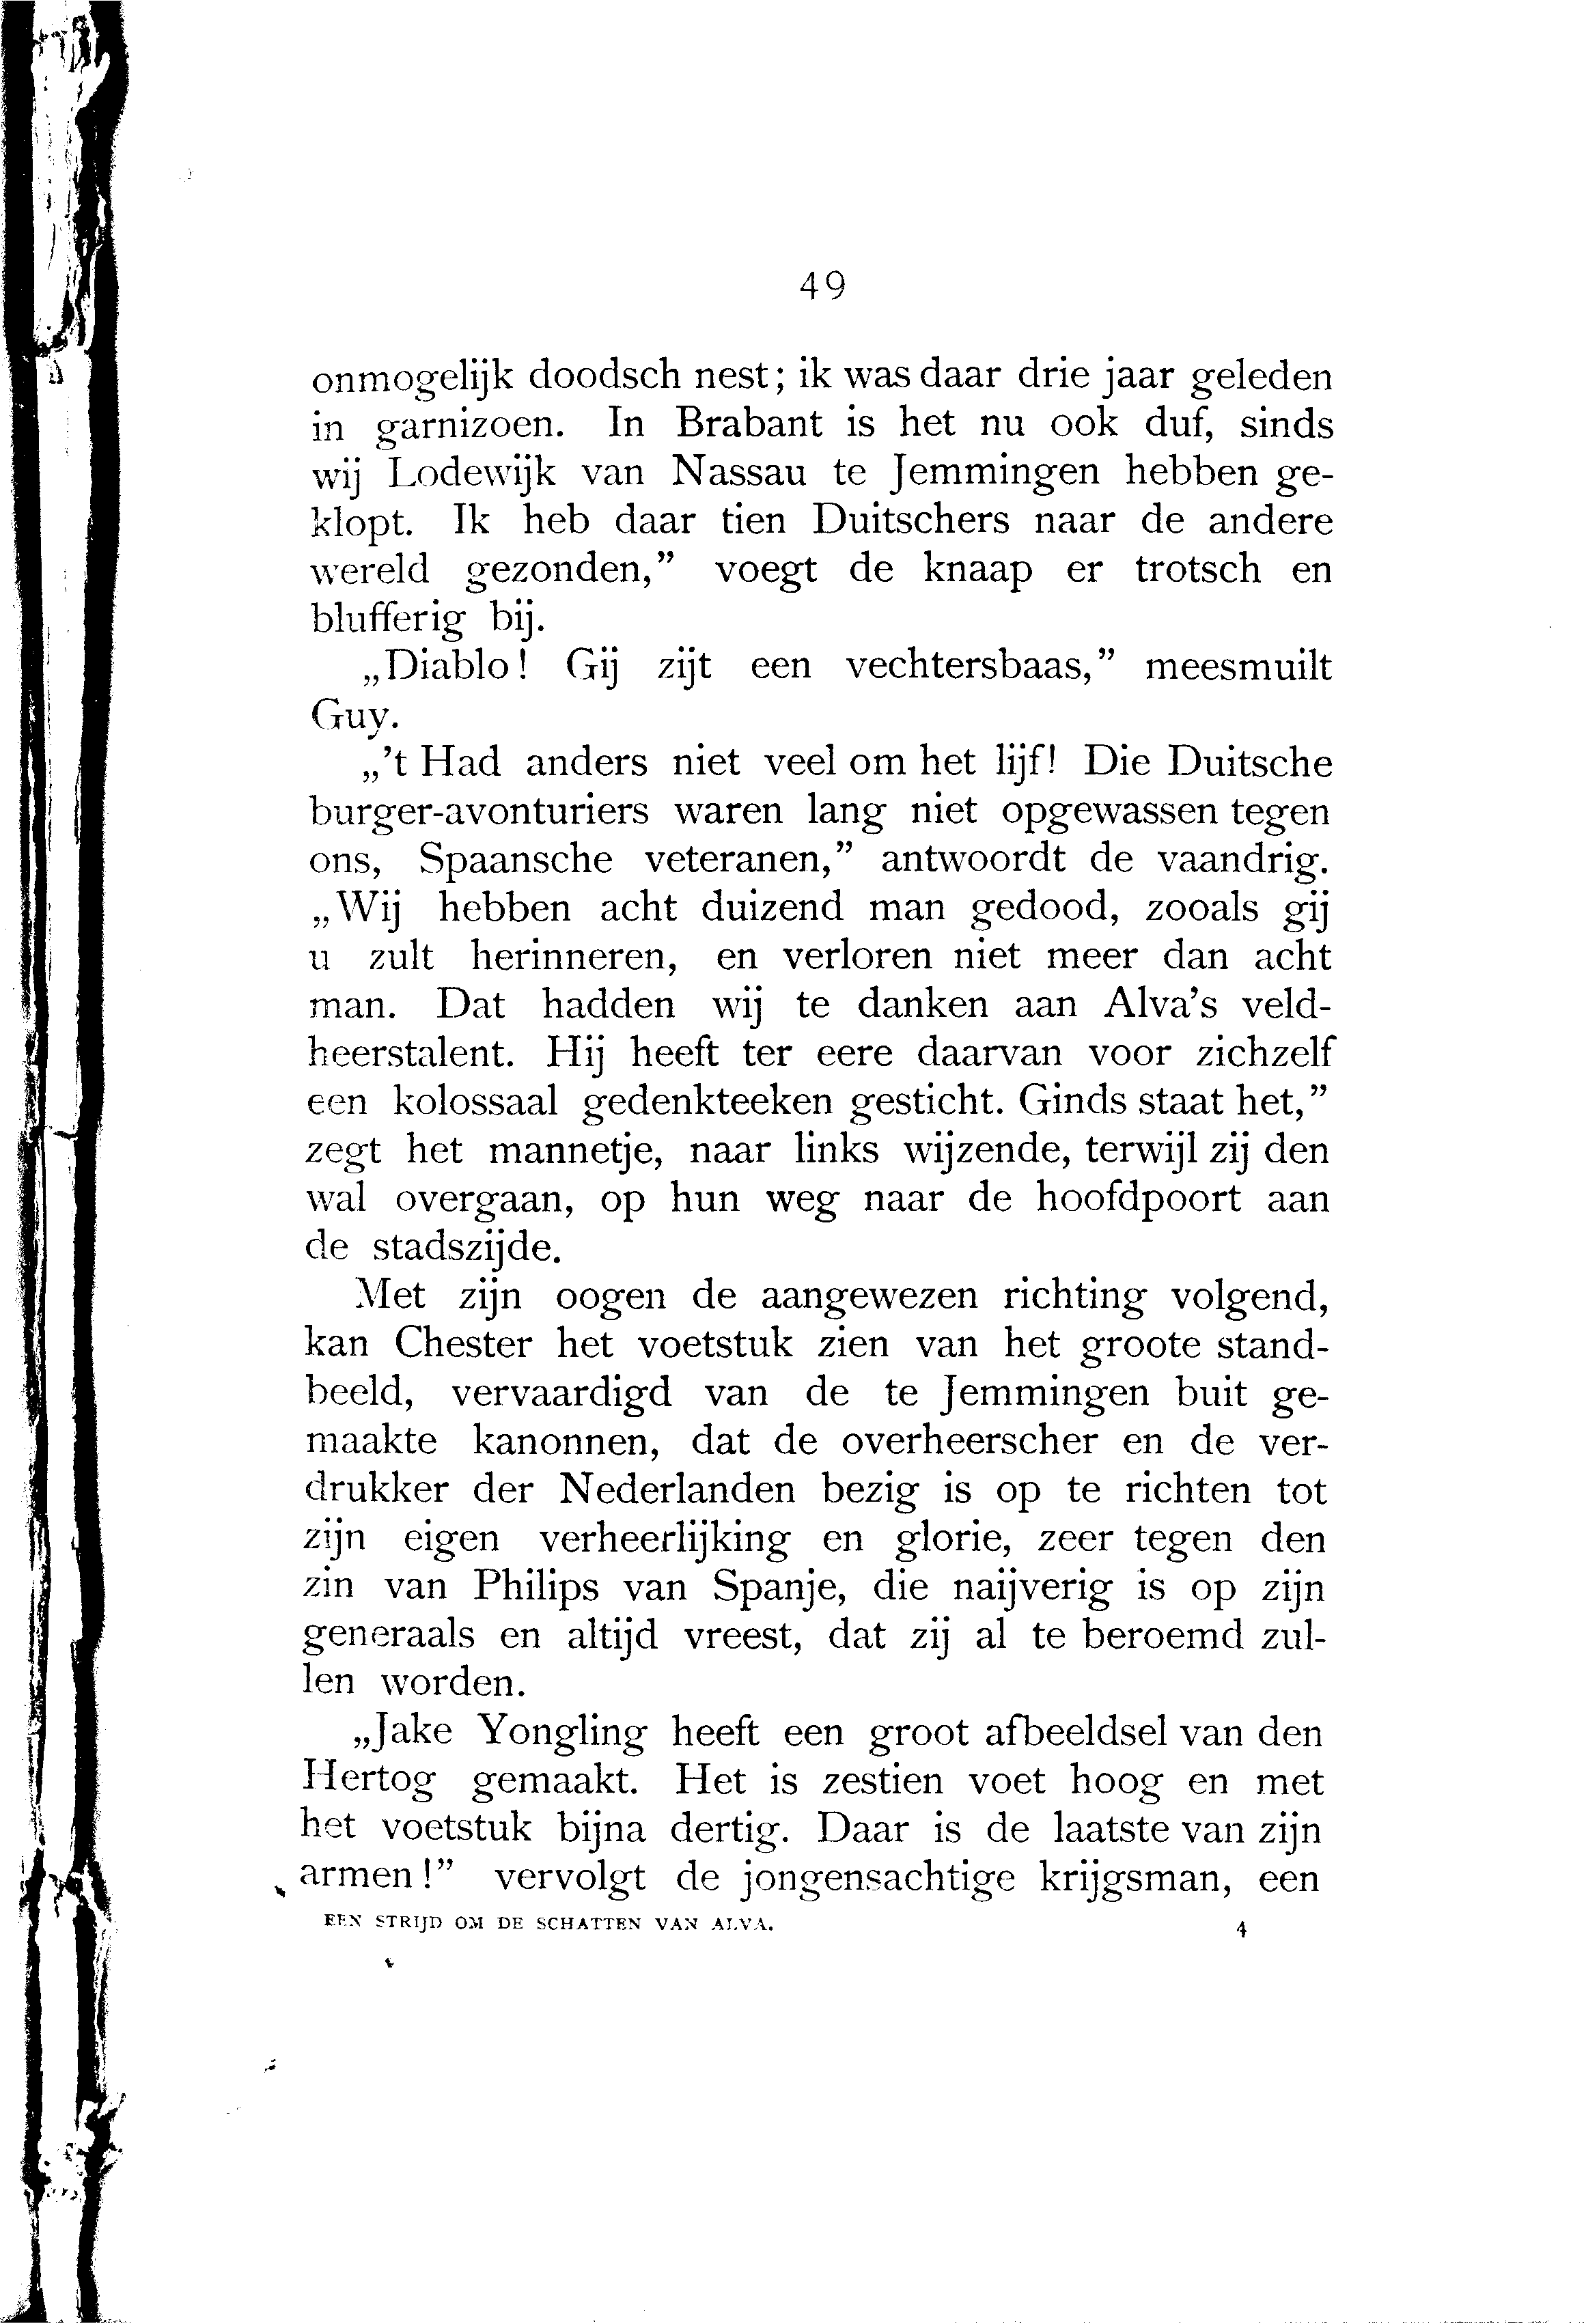 49
onmogelijk doodsch nest; ik was daar drie jaar geleden
in garnizoen. In Brabant is het nu ook duf, sinds
wij Lodewijk van Nassau te Jemmingen hebben ge-
klopt. Ik heb daar tien Duitschers naar de andere
wereld gezonden,” voegt de knaap er trotsch en
blufferig bij.
„Diablo! Gij zijt een vechtersbaas,” meesmuilt
Guy.
„’t Had anders niet veel om het lijf! Die Duitsche
burger-avonturiers waren lang niet opgewassen tegen
ons, Spaansche veteranen,” antwoordt de vaandrig.
„Wij hebben acht duizend man gedood, zooals gij
u zult herinneren, en verloren niet meer dan acht
man. Dat hadden wij te danken aan Alva’s veld-
heerstalent. Hij heeft ter eere daarvan voor zichzelf
een kolossaal gedenkteeken gesticht. Ginds staat het,”
zegt het mannetje, naar links wijzende, terwijl zij den
wal overgaan, op hun weg naar de hoofdpoort aan
de stadszijde.
Met zijn oogen de aangewezen richting volgend,
kan Chester het voetstuk zien van het groote stand-
beeld, vervaardigd van de te Jemmingen buit ge-
maakte kanonnen, dat de overheerscher en de ver-
drukker der Nederlanden bezig is op te richten tot
zijn eigen verheerlijking en glorie, zeer tegen den
zin van Philips van Spanje, die naijverig is op zijn
generaals en altijd vreest, dat zij al te beroemd zul-
len worden.
„Jake Yongling heeft een groot afbeeldsel van den
Hertog gemaakt. Het is zestien voet hoog en met
het voetstuk bijna dertig. Daar is de laatste van zijn
armen!” vervolgt de jongensachtige krijgsman, een
EEN STRIJD OM DE SCHATTEN VAN ALVA. 4